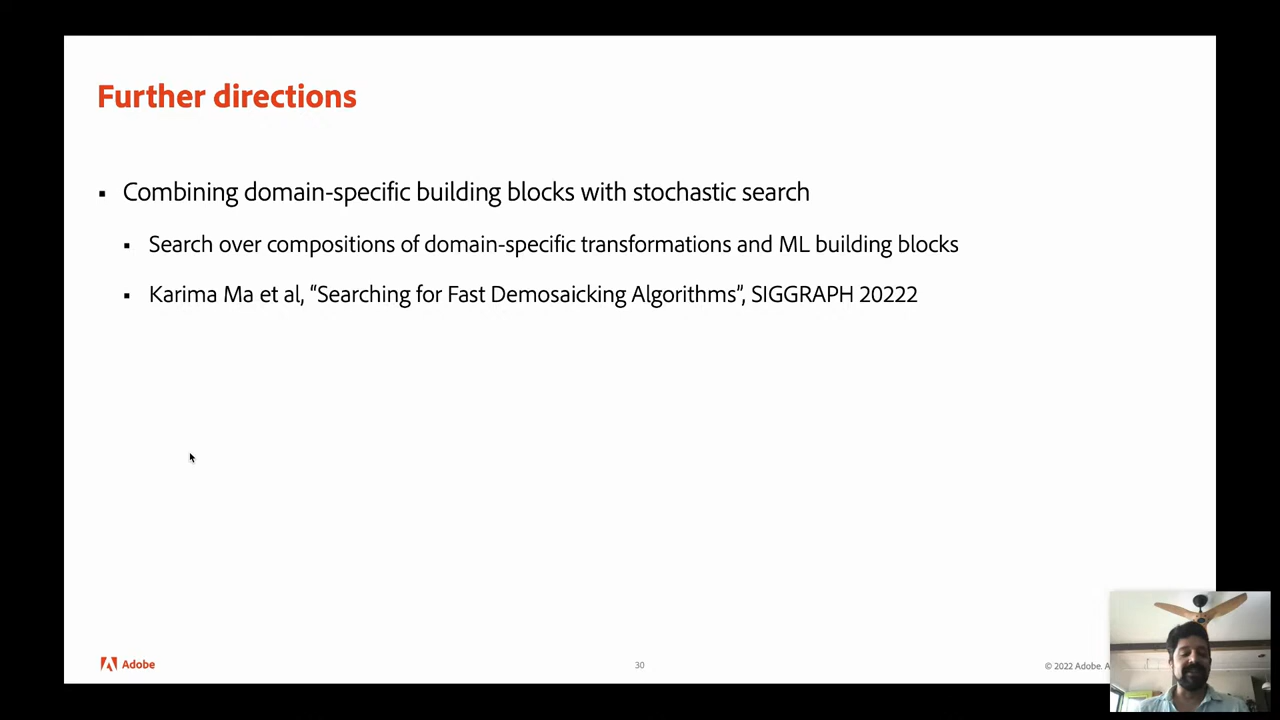 Further directions
▪ Combining domain-specific building blocks with stochastic search
▪ Search over compositions of domain-specific transformations and ML building blocks
▪ Karima Ma et al, “Searching for Fast Demosaicking Algorithms”, SIGGRAPH 20222
Adobe
30
© 2022 Adobe. A